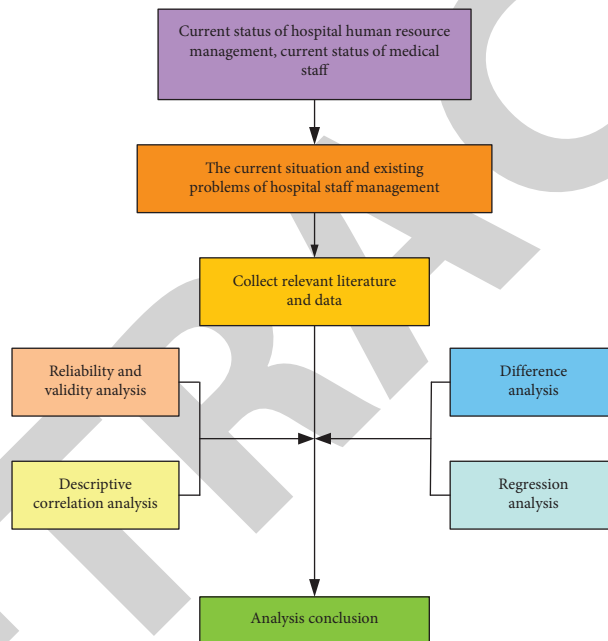 Current status of hospital human resource
management, current status of medical
staff
The current situation and existing
problems of hospital staff management
Collect relevant literature
and data
Reliability and
validity analysis
Difference
analysis
Descriptive
correlation analysis
Regression
analysis
Analysis conclusion